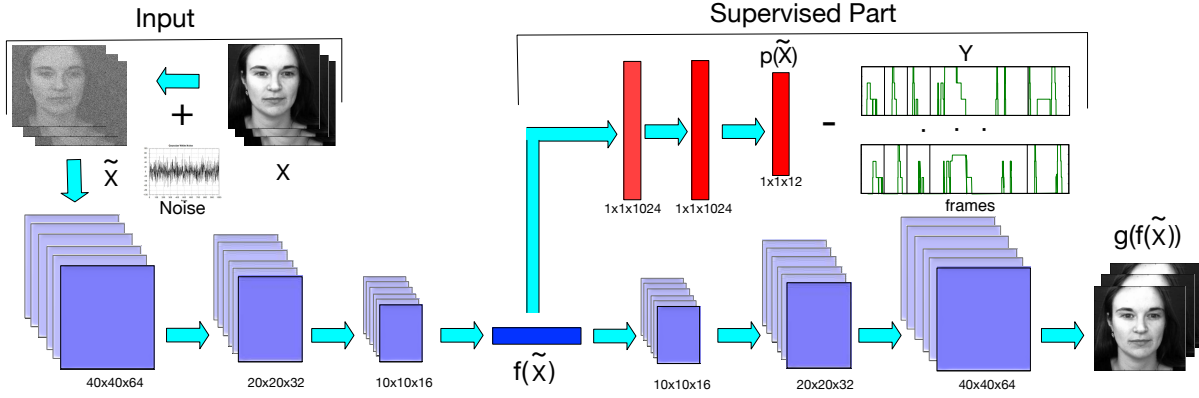 Input
Supervised Part
p(X̃)
Y
+
-
. . .
X̃
X
Noise
1x1x1024
1x1x1024
1x1x12
frames
g(f(X̃))
40x40x64
20x20x32
10x10x16
f(X̃)
10x10x16
20x20x32
40x40x64